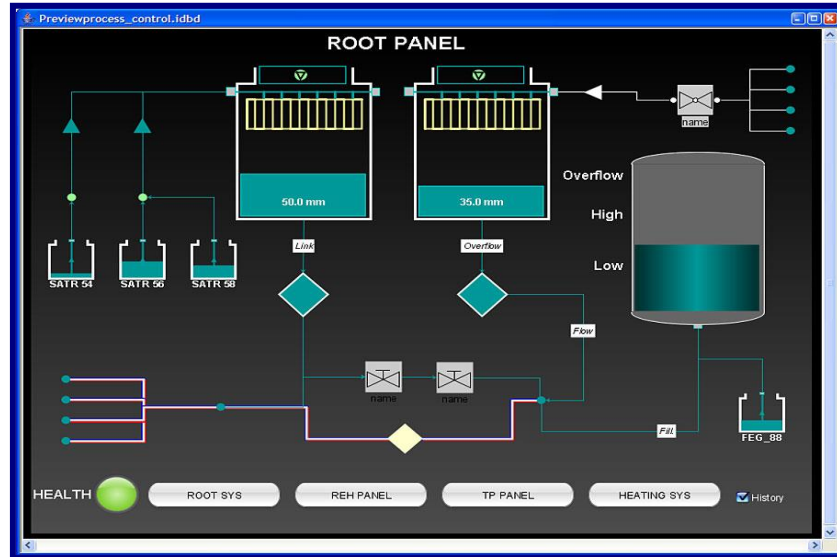 Previewprocess_control.idbd
ROOT PANEL
name
Overflow
50.0 mm
35.0 mm
High
Link
Overflow
Low
SATR 54
SATR 56
SATR 58
Flow
name
name
Fill
FEG_88
HEALTH
ROOT SYS
REH PANEL
TP PANEL
HEATING SYS
History